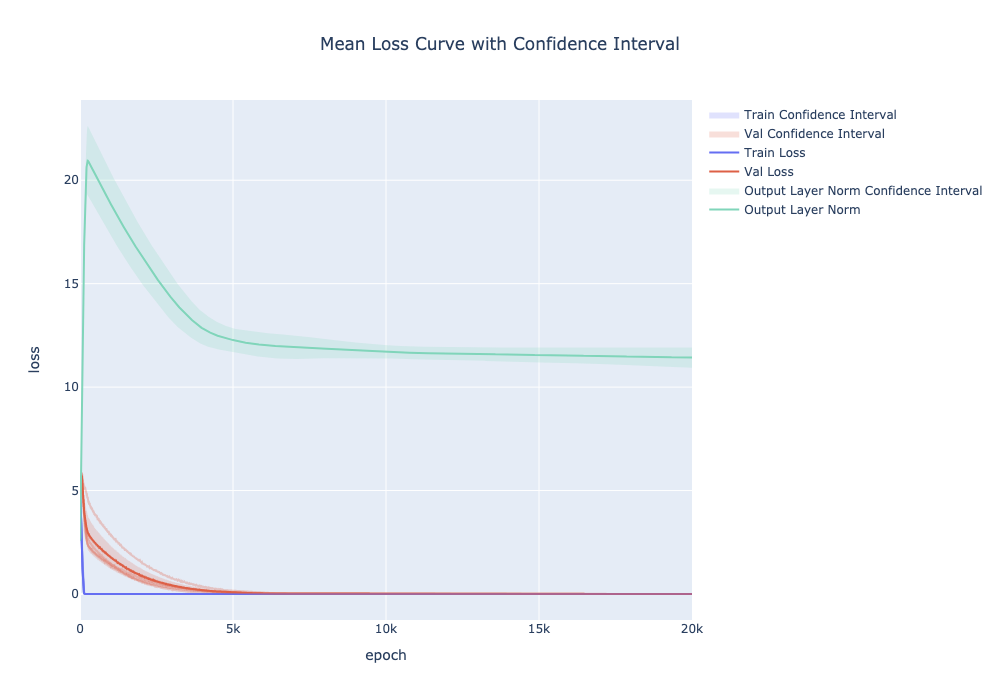 Mean Loss Curve with Confidence Interval
Train Confidence Interval
Val Confidence Interval
Train Loss
Val Loss
Output Layer Norm Confidence Interval
Output Layer Norm
20
15
10
5
0
loss
0 5k 10k 15k 20k
epoch